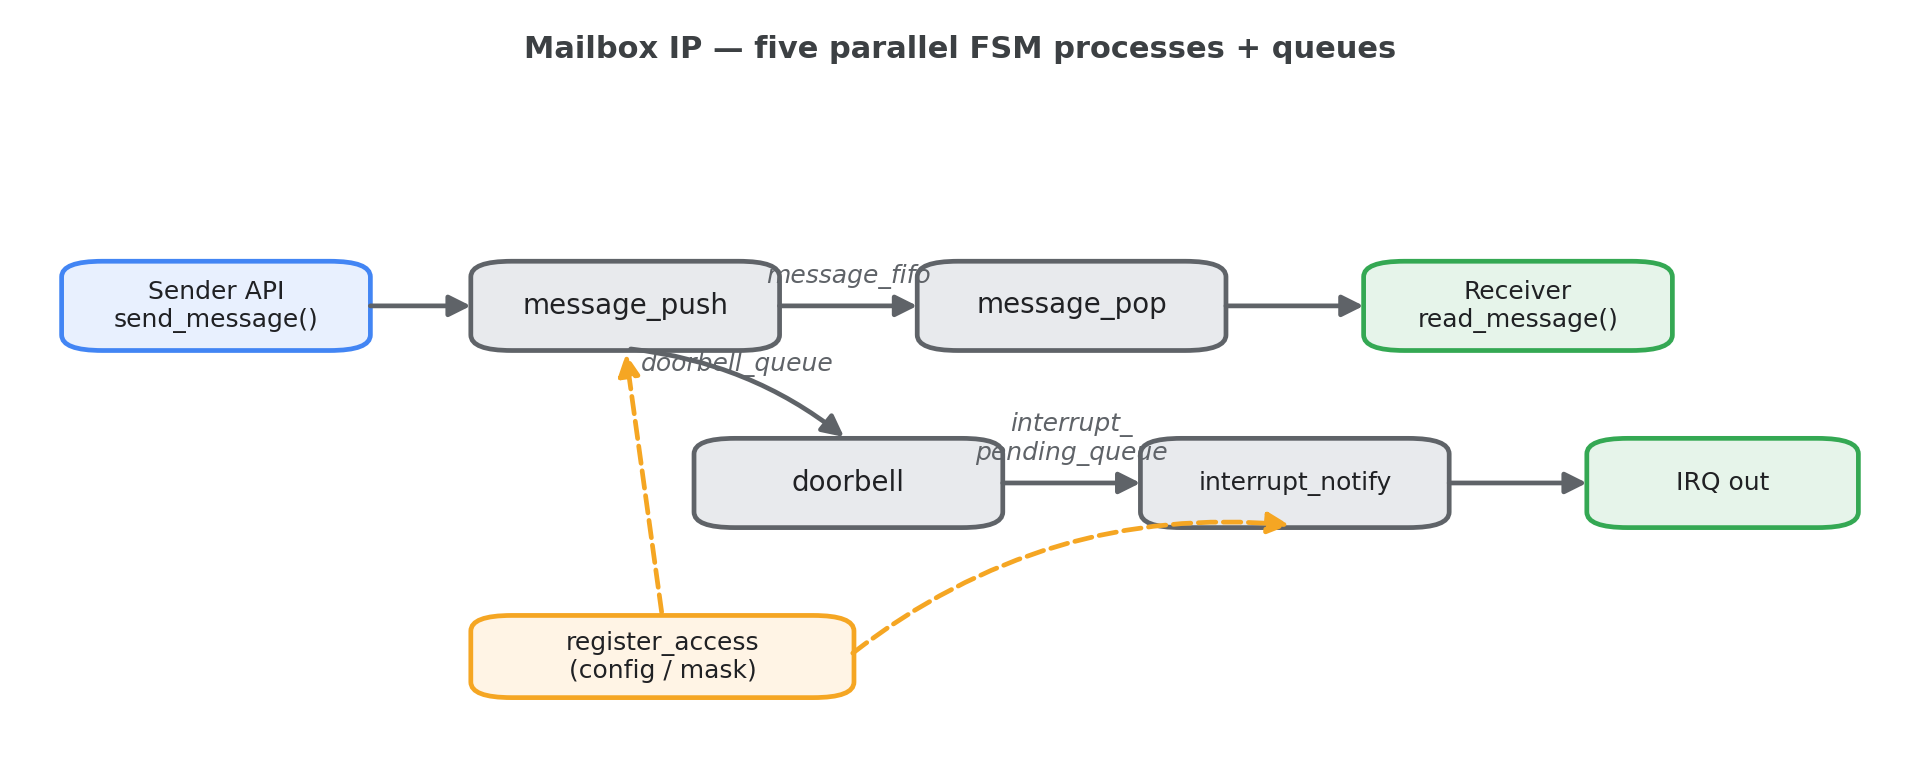 Mailbox IP — five parallel FSM processes + queues
Sender API
send_message()
message_push
message_fifo
message_pop
Receiver
read_message()
doorbell_queue
doorbell
interrupt_
pending_queue
interrupt_notify
IRQ out
register_access
(config / mask)